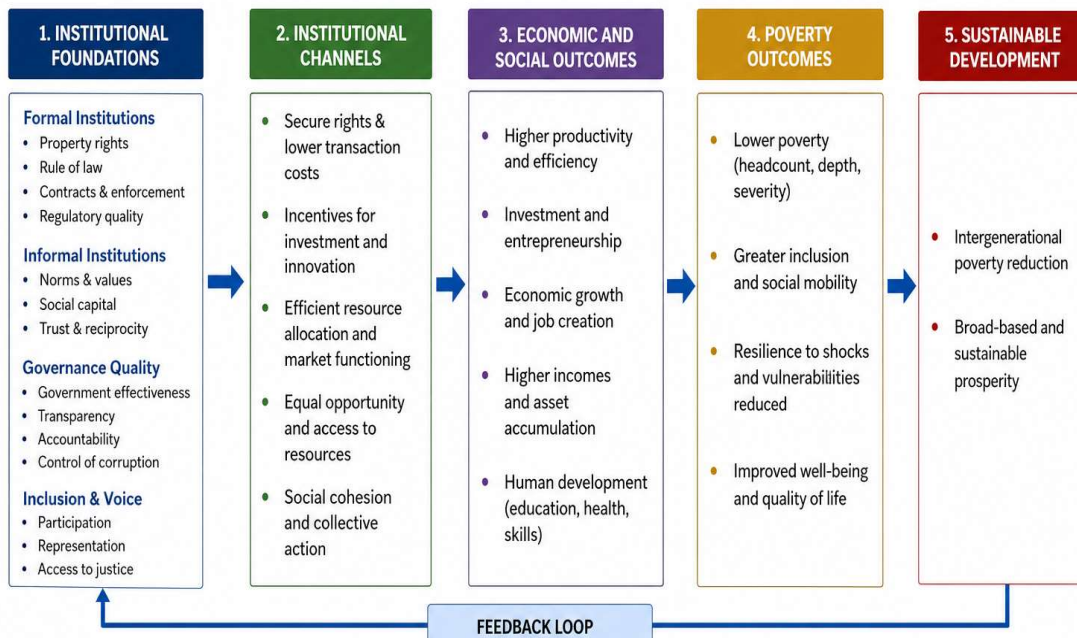 1. INSTITUTIONAL
FOUNDATIONS
Formal Institutions
• Property rights
• Rule of law
• Contracts & enforcement
• Regulatory quality
Informal Institutions
• Norms & values
• Social capital
• Trust & reciprocity
Governance Quality
• Government effectiveness
• Transparency
• Accountability
• Control of corruption
Inclusion & Voice
• Participation
• Representation
• Access to justice
2. INSTITUTIONAL
CHANNELS
• Secure rights &
lower transaction
costs
• Incentives for
investment and
innovation
• Efficient resource
allocation and
market functioning
• Equal opportunity
and access to
resources
• Social cohesion
and collective
action
3. ECONOMIC AND
SOCIAL OUTCOMES
• Higher productivity
and efficiency
• Investment and
entrepreneurship
• Economic growth
and job creation
• Higher incomes
and asset
accumulation
• Human development
(education, health,
skills)
4. POVERTY
OUTCOMES
• Lower poverty
(headcount, depth,
severity)
• Greater inclusion
and social mobility
• Resilience to shocks
and vulnerabilities
reduced
• Improved well-being
and quality of life
5. SUSTAINABLE
DEVELOPMENT
• Intergenerational
poverty reduction
• Broad-based and
sustainable
prosperity
FEEDBACK LOOP